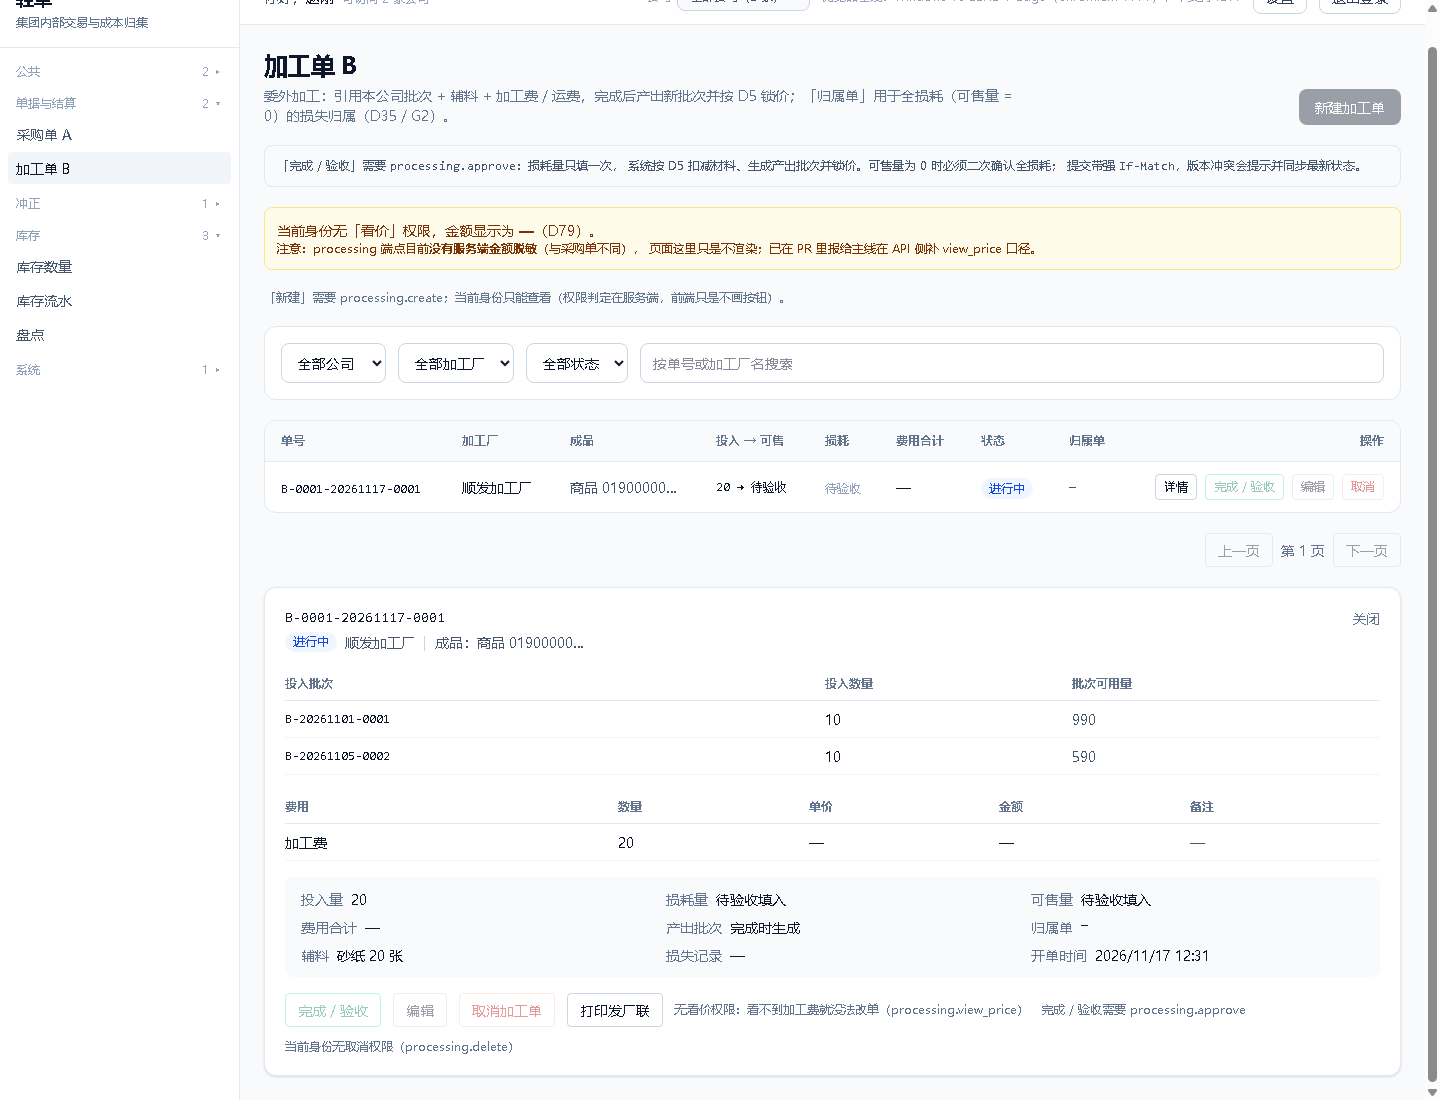 集团内部交易与成本归集
公共 2
单据与结算 2
采购单 A
加工单 B
冲正 1
库存 3
库存数量
库存流水
盘点
系统 1
加工单 B
委外加工：引用本公司批次 + 辅料 + 加工费 / 运费，完成后产出新批次并按 D5 锁价；「归属单」用于全损耗（可售量 =
0）的损失归属（D35 / G2）。
新建加工单
「完成 / 验收」需要 processing.approve：损耗量只填一次， 系统按 D5 扣减材料、生成产出批次并锁价。可售量为 0 时必须二次确认全损耗； 提交带强 If-Match，版本冲突会提示并同步最新状态。
当前身份无「看价」权限，金额显示为 —（D79）。
注意：processing 端点目前没有服务端金额脱敏（与采购单不同）， 页面这里只是不渲染；已在 PR 里报给主线在 API 侧补 view_price 口径。
「新建」需要 processing.create；当前身份只能查看（权限判定在服务端，前端只是不画按钮）。
全部公司 全部加工厂 全部状态 按单号或加工厂名搜索
单号 加工厂 成品 投入 → 可售 损耗 费用合计 状态 归属单 操作
B-0001-20261117-0001 顺发加工厂 商品 01900000… 20 → 待验收 待验收 — 进行中 – 详情 完成 / 验收 编辑 取消
上一页 第 1 页 下一页
B-0001-20261117-0001 关闭
进行中 顺发加工厂 | 成品：商品 01900000…
投入批次 投入数量 批次可用量
B-20261101-0001 10 990
B-20261105-0002 10 590
费用 数量 单价 金额 备注
加工费 20 — — —
投入量 20 损耗量 待验收填入 可售量 待验收填入
费用合计 — 产出批次 完成时生成 归属单 –
辅料 砂纸 20 张 损失记录 — 开单时间 2026/11/17 12:31
完成 / 验收 编辑 取消加工单 打印发厂联 无看价权限：看不到加工费就没法改单（processing.view_price） 完成 / 验收需要 processing.approve
当前身份无取消权限（processing.delete）